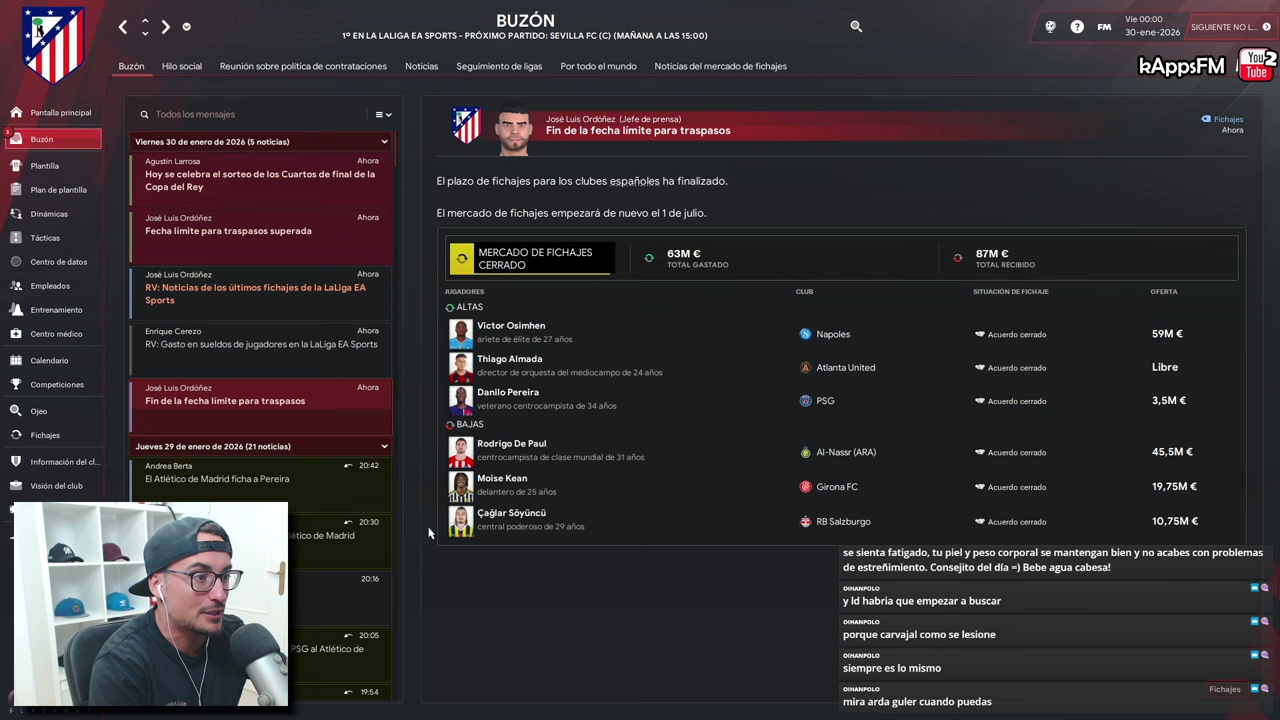 BUZÓN
1º EN LA LALIGA EA SPORTS - PRÓXIMO PARTIDO: SEVILLA FC (C) (MAÑANA A LAS 15:00)
FM
Vie 00:00
30-ene-2026
SIGUIENTE NO L...
Buzón
Hilo social
Reunión sobre política de contrataciones
Noticias
Seguimiento de ligas
Por todo el mundo
Noticias del mercado de fichajes
kAppsFM
You2
Tube
Pantalla principal
3
Buzón
Plantilla
Plan de plantilla
Dinámicas
Tácticas
Centro de datos
Empleados
Entrenamiento
Centro médico
Calendario
Competiciones
Ojeo
Fichajes
Información del cl...
Visión del club
Todos los mensajes
Viernes 30 de enero de 2026 (5 noticias)
Agustín Larrosa
Ahora
Hoy se celebra el sorteo de los Cuartos de final de la
Copa del Rey
José Luis Ordóñez
Ahora
Fecha límite para traspasos superada
José Luis Ordóñez
Ahora
RV: Noticias de los últimos fichajes de la LaLiga EA
Sports
Enrique Cerezo
Ahora
RV: Gasto en sueldos de jugadores en la LaLiga EA Sports
José Luis Ordóñez
Ahora
Fin de la fecha límite para traspasos
Jueves 29 de enero de 2026 (21 noticias)
Andrea Berta
20:42
El Atlético de Madrid ficha a Pereira
20:30
ético de Madrid
20:16
20:05
PSG al Atlético de
19:54
José Luis Ordóñez (Jefe de prensa)
Fin de la fecha límite para traspasos
Fichajes
Ahora
El plazo de fichajes para los clubes españoles ha finalizado.
El mercado de fichajes empezará de nuevo el 1 de julio.
MERCADO DE FICHAJES
CERRADO
63M €
TOTAL GASTADO
87M €
TOTAL RECIBIDO
JUGADORES CLUB SITUACIÓN DE FICHAJE OFERTA
ALTAS
Victor Osimhen
ariete de élite de 27 años
Napoles Acuerdo cerrado 59M €
Thiago Almada
director de orquesta del mediocampo de 24 años
Atlanta United Acuerdo cerrado Libre
Danilo Pereira
veterano centrocampista de 34 años
PSG Acuerdo cerrado 3,5M €
BAJAS
Rodrigo De Paul
centrocampista de clase mundial de 31 años
Al-Nassr (ARA) Acuerdo cerrado 45,5M €
Moise Kean
delantero de 25 años
Girona FC Acuerdo cerrado 19,75M €
Çağlar Söyüncü
central poderoso de 29 años
RB Salzburgo Acuerdo cerrado 10,75M €
se sienta fatigado, tu piel y peso corporal se mantengan bien y no acabes con problemas
de estreñimiento. Consejito del día =) Bebe agua cabesa!
OIHANPOLO
y ld habria que empezar a buscar
OIHANPOLO
porque carvajal como se lesione
OIHANPOLO
siempre es lo mismo
OIHANPOLO
Fichajes
mira arda guler cuando puedas